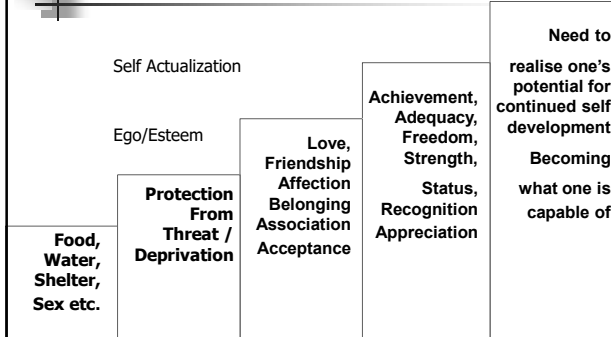 Self Actualization
Ego/Esteem
Food,
Water,
Shelter,
Sex etc.
Protection
From
Threat /
Deprivation
Love,
Friendship
Affection
Belonging
Association
Acceptance
Achievement,
Adequacy,
Freedom,
Strength,
Status,
Recognition
Appreciation
Need to
realise one's
potential for
continued self
development
Becoming
what one is
capable of